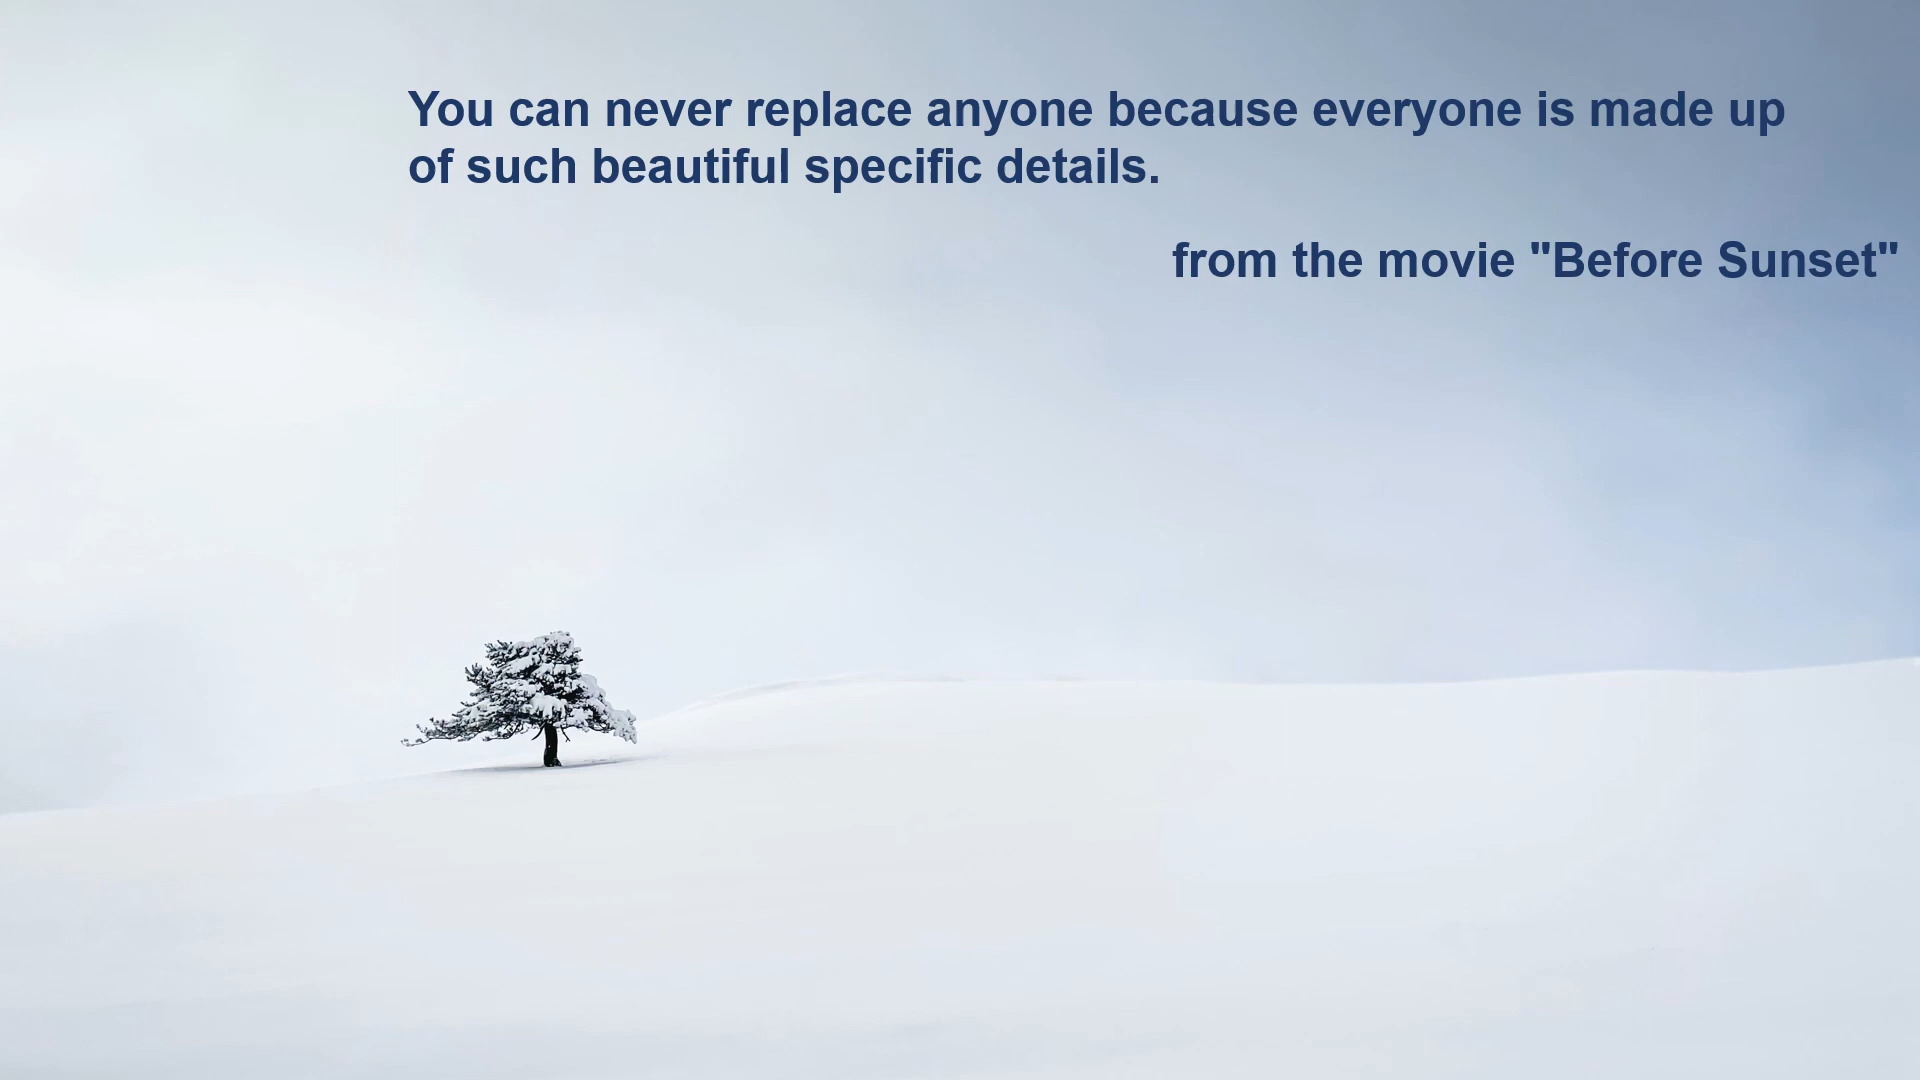 You can never replace anyone because everyone is made up
of such beautiful specific details.
from the movie "Before Sunset"